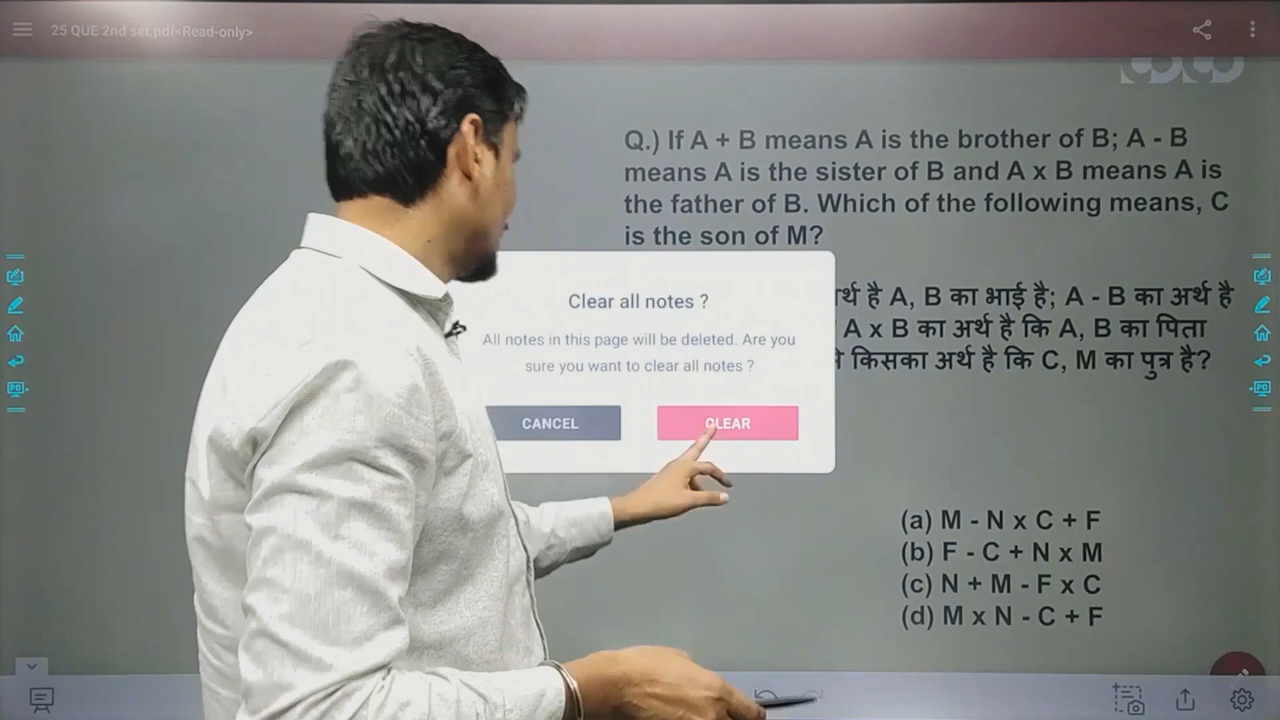 25 QUE 2nd set.pdf<Read-only>
Q.) If A + B means A is the brother of B; A - B
means A is the sister of B and A x B means A is
the father of B. Which of the following means, C
is the son of M?
है A, B का भाई है; A - B का अर्थ है
A x B का अर्थ है कि A, B का पिता
किसका अर्थ है कि C, M का पुत्र है?
Clear all notes ?
All notes in this page will be deleted. Are you
sure you want to clear all notes ?
CANCEL CLEAR
(a) M - N x C + F
(b) F - C + N x M
(c) N + M - F x C
(d) M x N - C + F